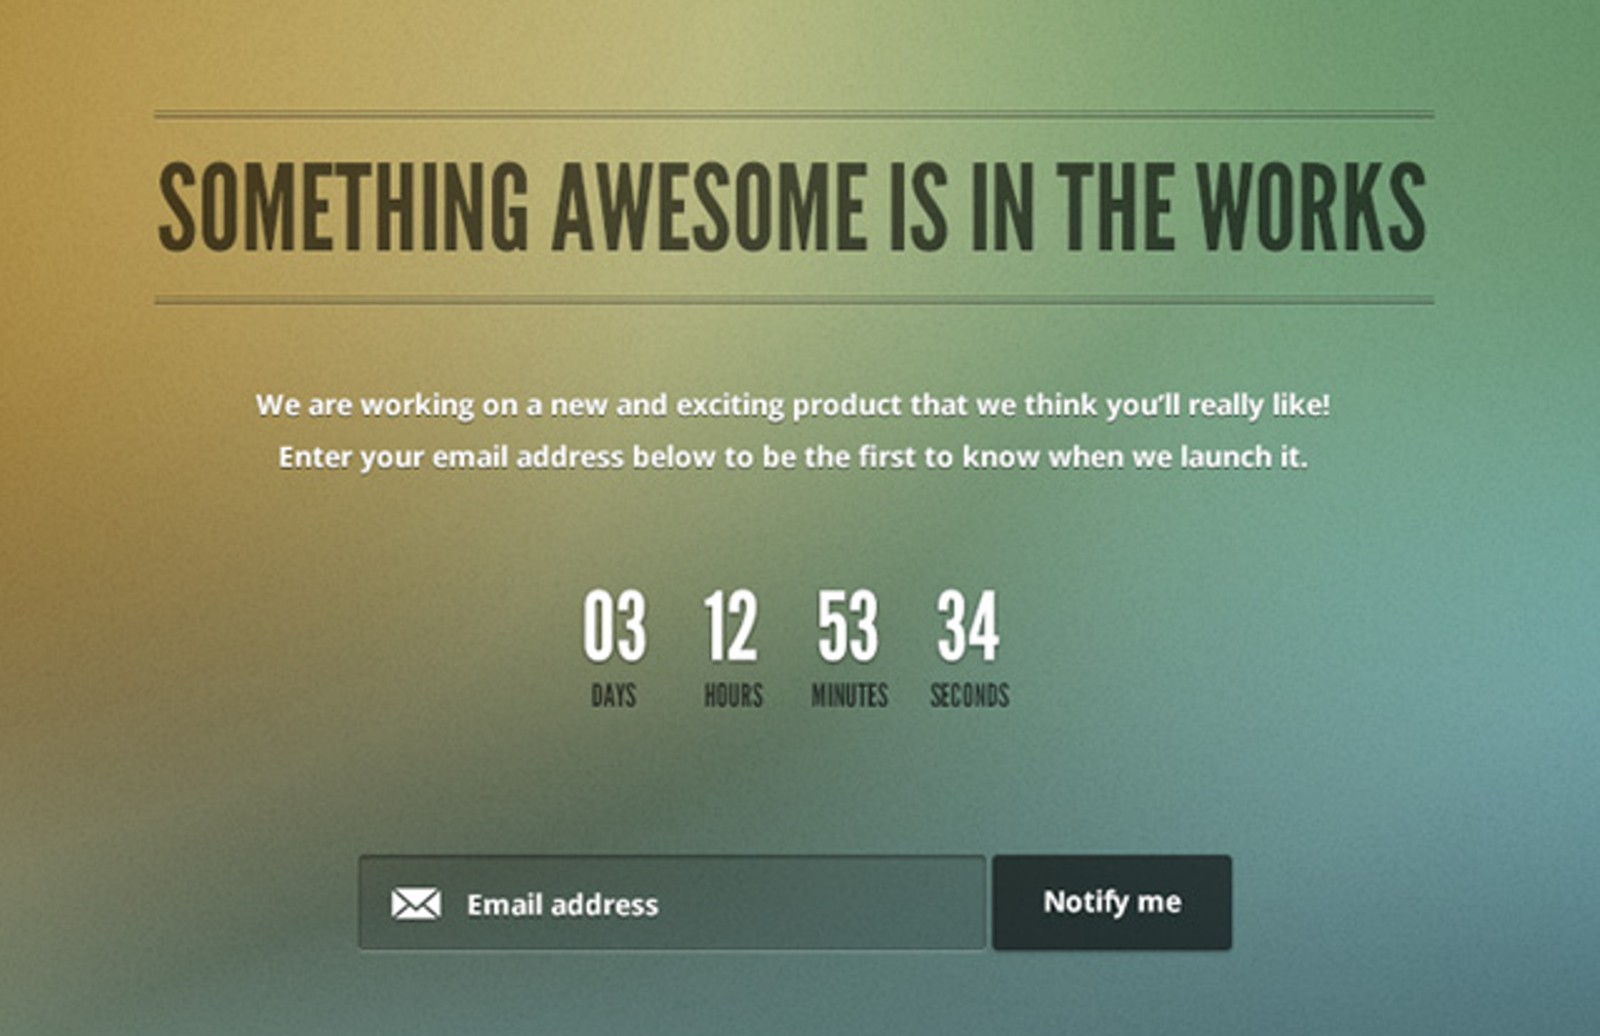 SOMETHING AWESOME IS IN THE WORKS
We are working on a new and exciting product that we think you’ll really like!
Enter your email address below to be the first to know when we launch it.
03 12 53 34
DAYS HOURS MINUTES SECONDS
Email address Notify me